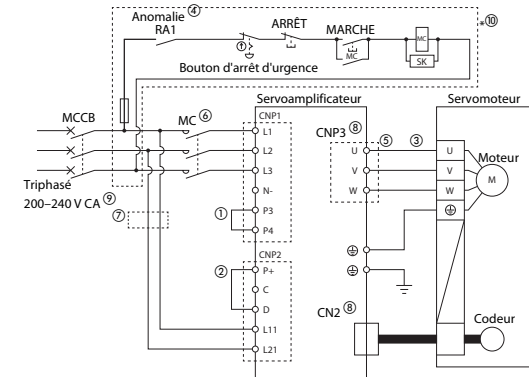 Anomalie ④
RA1
ARRÊT
MARCHE
MC
MC
SK
*⑩
Bouton d'arrêt d'urgence
Servoamplificateur
Servomoteur
MCCB
MC ⑥
CNP1
CNP3 ⑧
L1
U
⑤
③
U
Moteur
L2
V
V
M
L3
W
W
Triphasé
200–240 V CA ⑨
N-
⑦
①
P3
P4
CNP2
②
P+
C
D
CN2 ⑧
Codeur
L11
L21